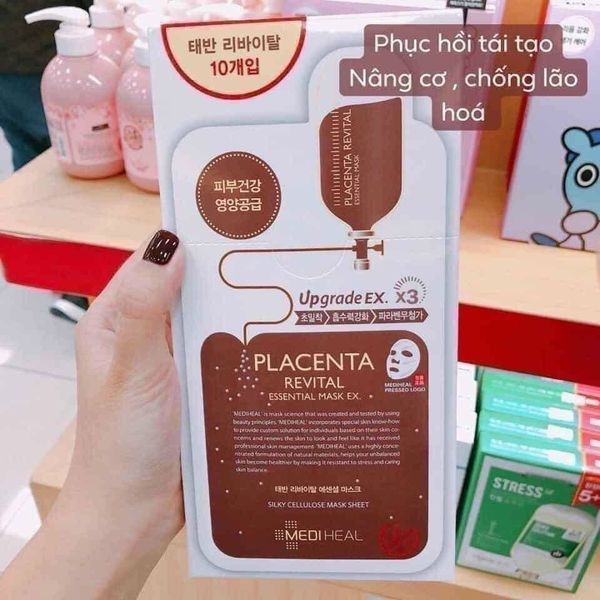 Phục hồi tái tạo
Nâng cơ , chống lão
hoá
태반 리바이탈
10개입
PLACENTA REVITAL
ESSENTIAL MASK
피부건강
영양공급
Upgrade EX. X3
초밀착 흡수력강화 파라벤무첨가
PLACENTA
REVITAL
ESSENTIAL MASK EX.
MEDIHEAL
PRESSED LOGO
'MEDIHEAL' is mask science that was created and tested by using
beauty principles. 'MEDIHEAL' incorporates special skin know-how
to provide custom solution for individuals based on their skin con-
cerns and renews the skin to look and feel like it has received
professional skin management 'MEDIHEAL' uses a highly concen-
trated formulation of natural materials, helps your unbalanced
skin become healthier by making it resistant to stress and caring
skin balance.
태반 리바이탈 에센셜 마스크
SILKY CELLULOSE MASK SHEET
MEDIHEAL
STRESS
5+